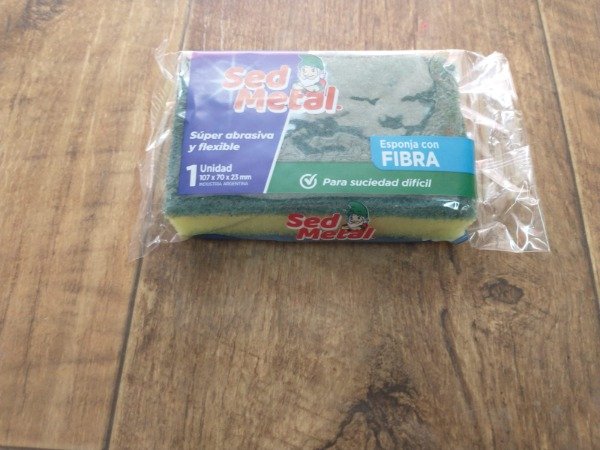 Sed
Metal
Súper abrasiva
y flexible
1 Unidad
107 x 70 x 23 mm
INDUSTRIA ARGENTINA
Esponja con
FIBRA
Para suciedad difícil
Sed
Metal